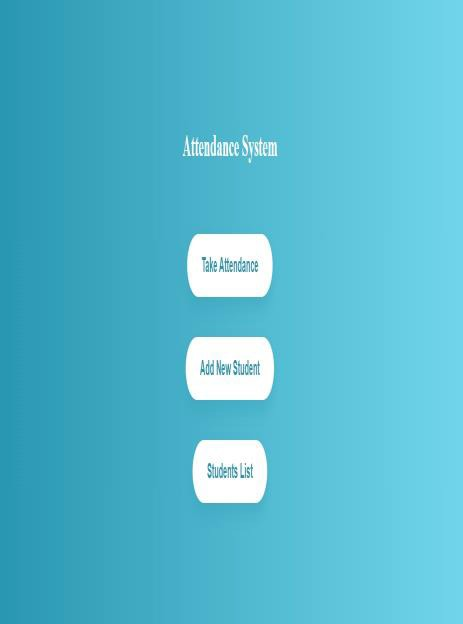 Attendance System
Take Attendance
Add New Student
Students List